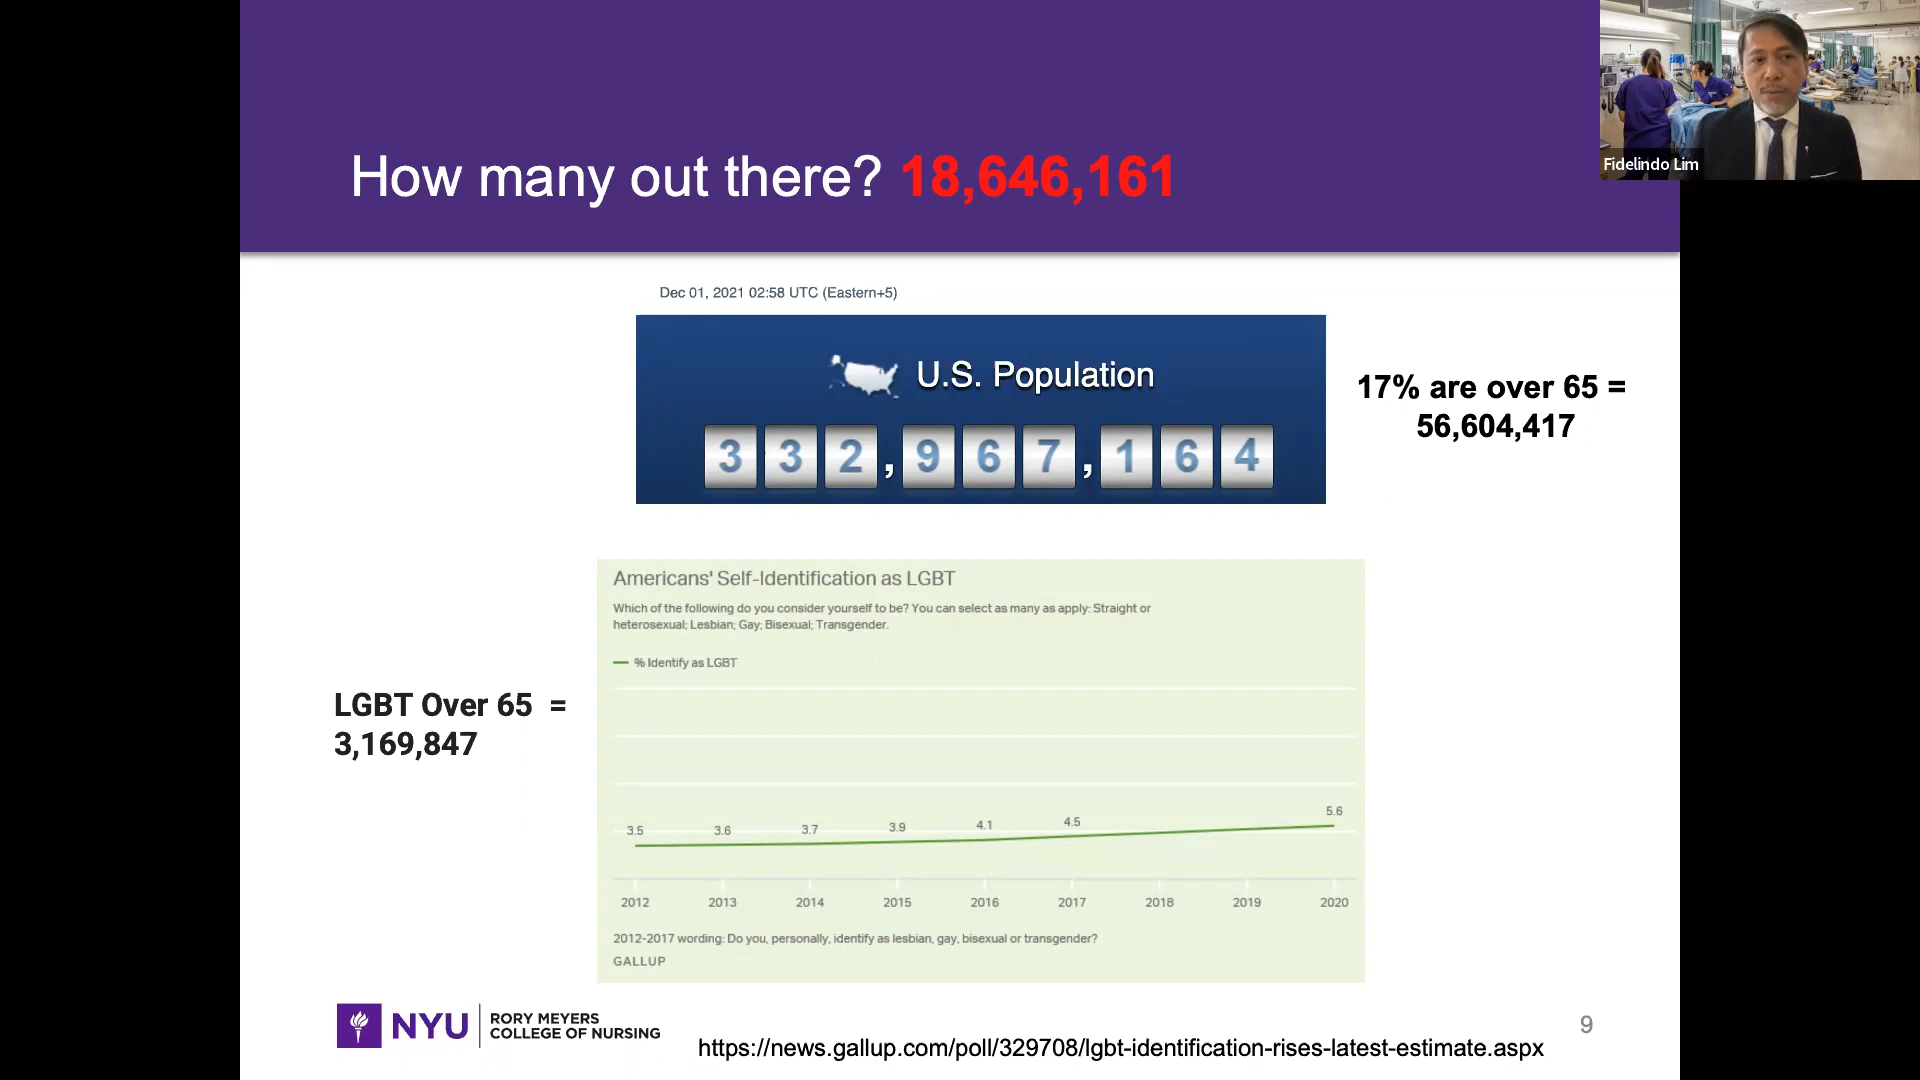 How many out there? 18,646,161
Fidelindo Lim
Dec 01, 2021 02:58 UTC (Eastern+5)
U.S. Population
332,967,164
17% are over 65 =
56,604,417
LGBT Over 65 =
3,169,847
Americans' Self-Identification as LGBT
Which of the following do you consider yourself to be? You can select as many as apply: Straight or
heterosexual; Lesbian; Gay; Bisexual; Transgender.
% Identify as LGBT
3.5 3.6 3.7 3.9 4.1 4.5 5.6
2012 2013 2014 2015 2016 2017 2018 2019 2020
2012-2017 wording: Do you, personally, identify as lesbian, gay, bisexual or transgender?
GALLUP
NYU
RORY MEYERS
COLLEGE OF NURSING
https://news.gallup.com/poll/329708/lgbt-identification-rises-latest-estimate.aspx
9